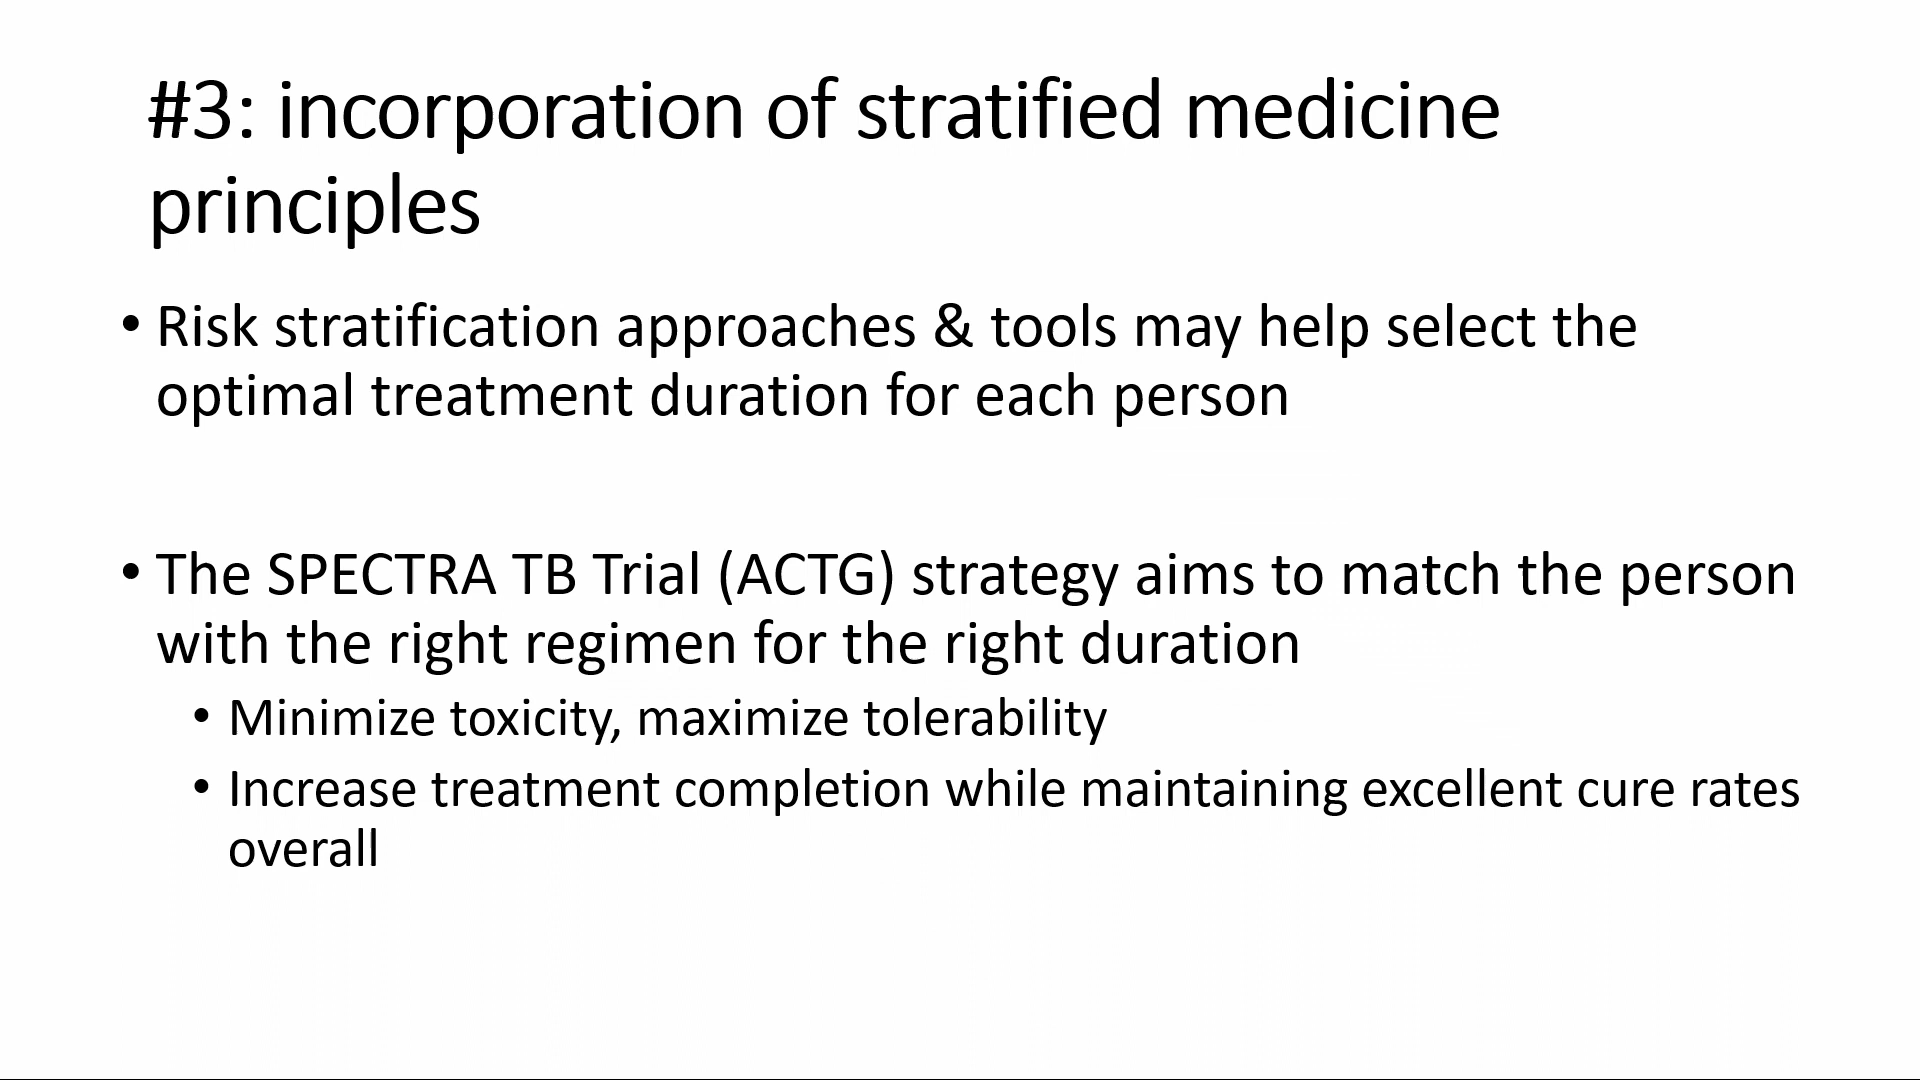 #3: incorporation of stratified medicine
principles
• Risk stratification approaches & tools may help select the
optimal treatment duration for each person
• The SPECTRA TB Trial (ACTG) strategy aims to match the person
with the right regimen for the right duration
• Minimize toxicity, maximize tolerability
• Increase treatment completion while maintaining excellent cure rates
overall